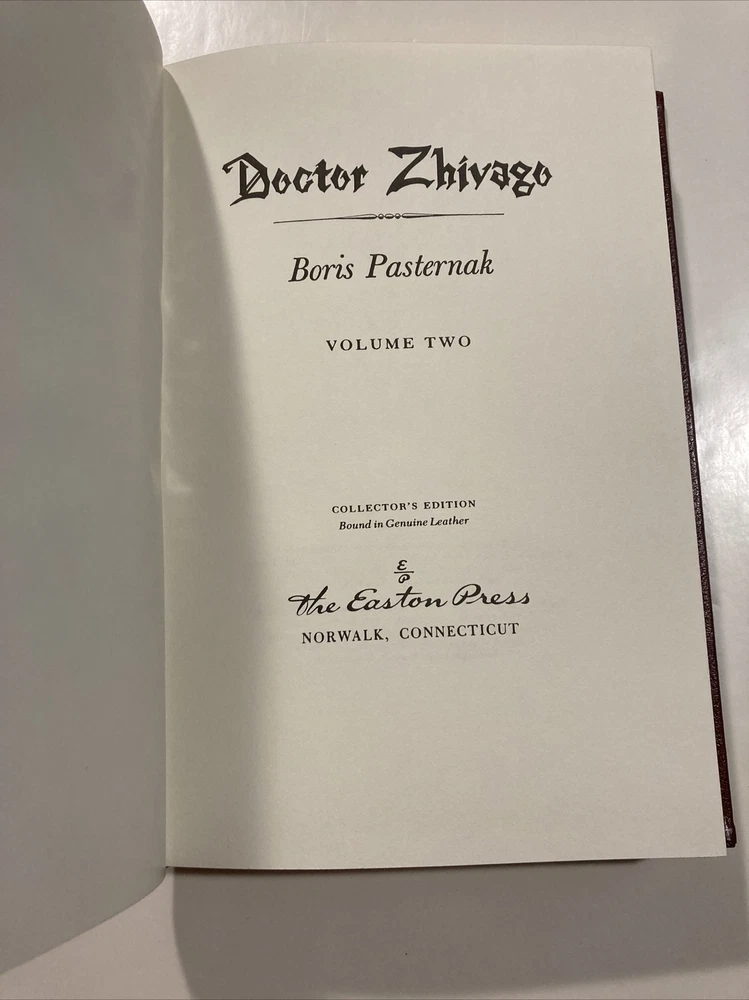 Doctor Zhivago
Boris Pasternak
VOLUME TWO
COLLECTOR'S EDITION
Bound in Genuine Leather
E
P
The Easton Press
NORWALK, CONNECTICUT